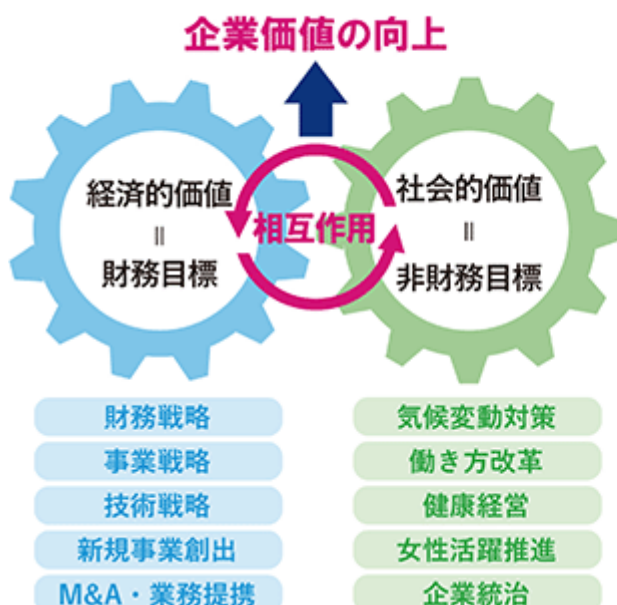 企業価値の向上
経済的価値
=
財務目標
相互作用
社会的価値
=
非財務目標
財務戦略
事業戦略
技術戦略
新規事業創出
M&A・業務提携
気候変動対策
働き方改革
健康経営
女性活躍推進
企業統治